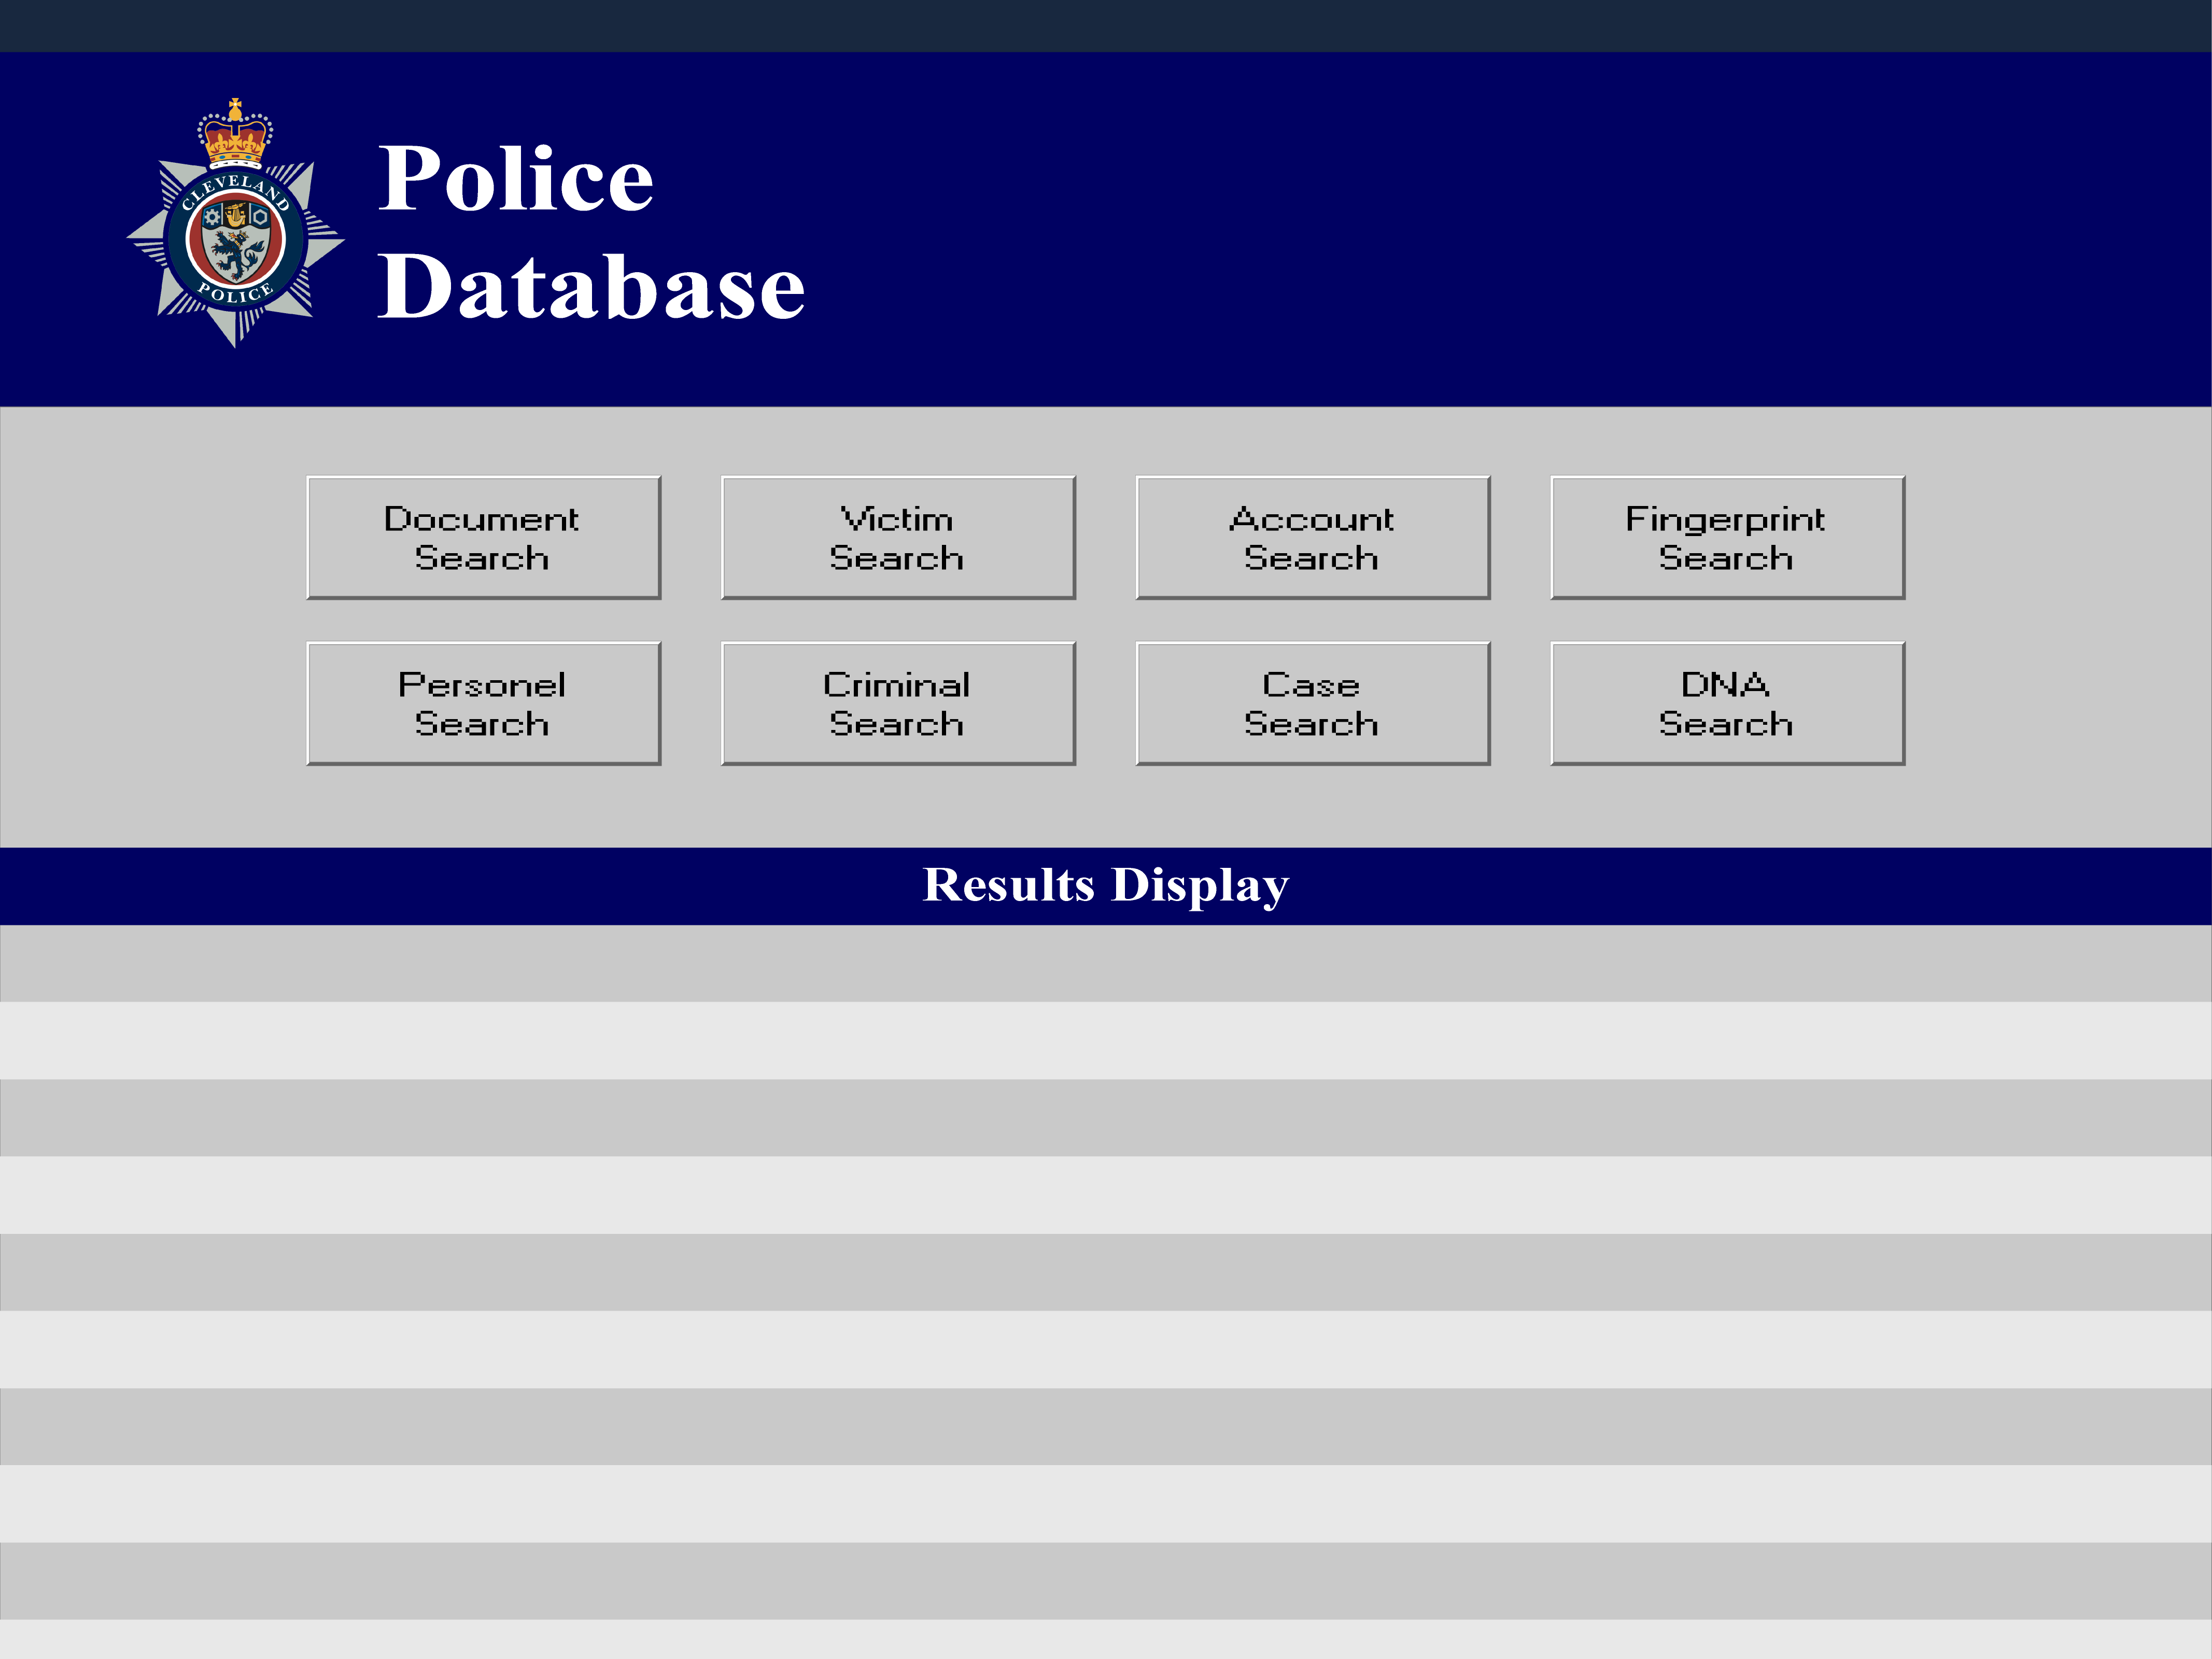 CLEVELAND
POLICE
Police
Database
Document
Search
Victim
Search
Account
Search
Fingerprint
Search
Personel
Search
Criminal
Search
Case
Search
DNA
Search
Results Display